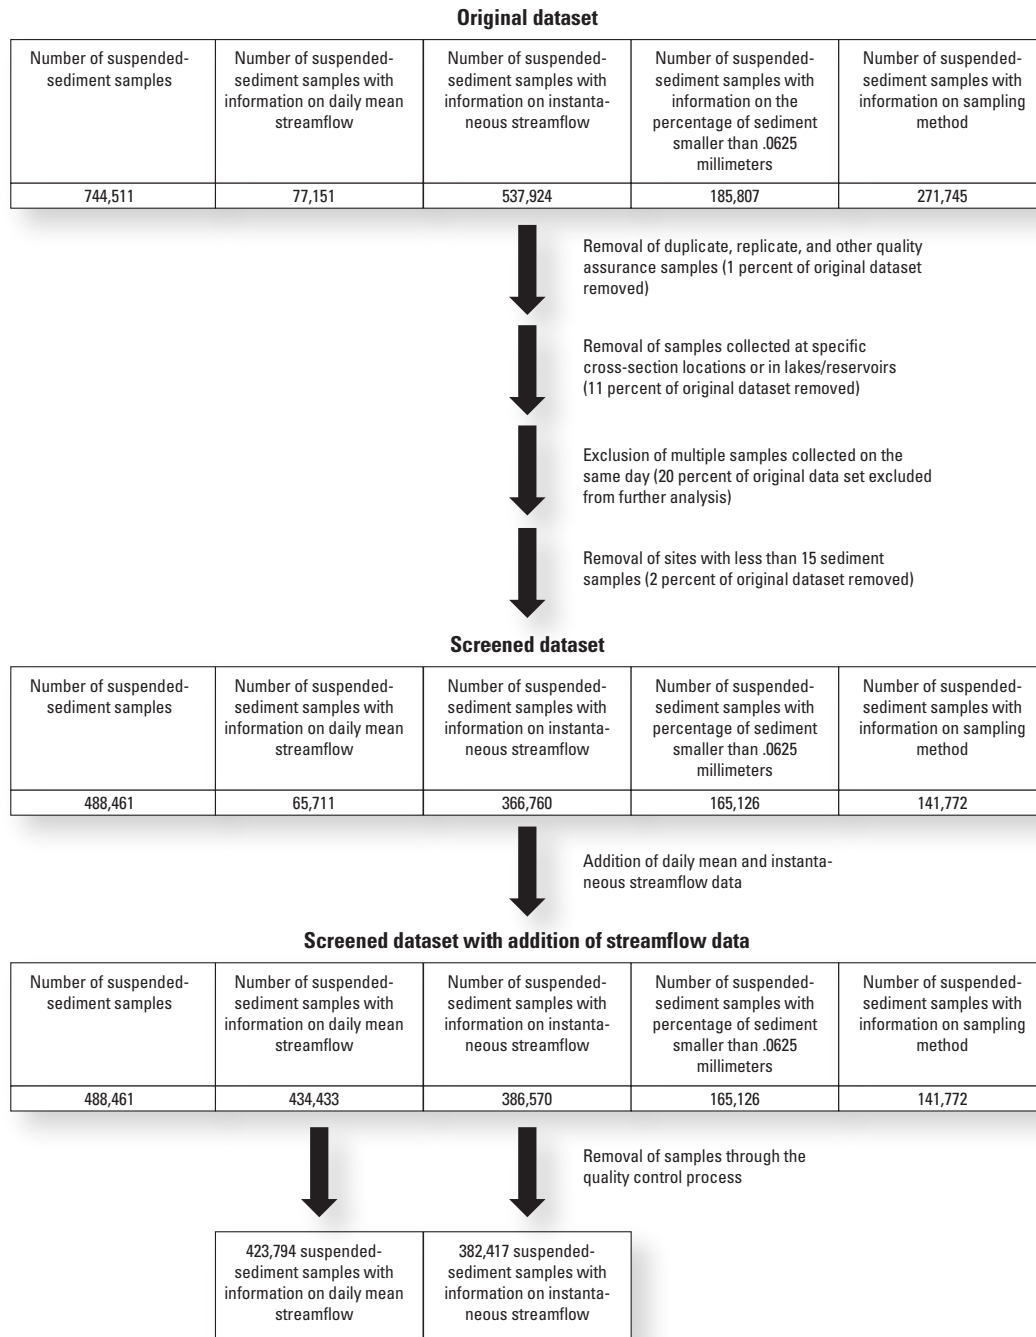 Original dataset
Number of suspended-
sediment samples
Number of suspended-
sediment samples with
information on daily mean
streamflow
Number of suspended-
sediment samples with
information on instanta-
neous streamflow
Number of suspended-
sediment samples with
information on the
percentage of sediment
smaller than .0625
millimeters
Number of suspended-
sediment samples with
information on sampling
method
744,511
77,151
537,924
185,807
271,745
Removal of duplicate, replicate, and other quality
assurance samples (1 percent of original dataset
removed)
Removal of samples collected at specific
cross-section locations or in lakes/reservoirs
(11 percent of original dataset removed)
Exclusion of multiple samples collected on the
same day (20 percent of original data set excluded
from further analysis)
Removal of sites with less than 15 sediment
samples (2 percent of original dataset removed)
Screened dataset
Number of suspended-
sediment samples
Number of suspended-
sediment samples with
information on daily mean
streamflow
Number of suspended-
sediment samples with
information on instanta-
neous streamflow
Number of suspended-
sediment samples with
percentage of sediment
smaller than .0625
millimeters
Number of suspended-
sediment samples with
information on sampling
method
488,461
65,711
366,760
165,126
141,772
Addition of daily mean and instanta-
neous streamflow data
Screened dataset with addition of streamflow data
Number of suspended-
sediment samples
Number of suspended-
sediment samples with
information on daily mean
streamflow
Number of suspended-
sediment samples with
information on instanta-
neous streamflow
Number of suspended-
sediment samples with
percentage of sediment
smaller than .0625
millimeters
Number of suspended-
sediment samples with
information on sampling
method
488,461
434,433
386,570
165,126
141,772
Removal of samples through the
quality control process
423,794 suspended-
sediment samples with
information on daily mean
streamflow
382,417 suspended-
sediment samples with
information on instanta-
neous streamflow